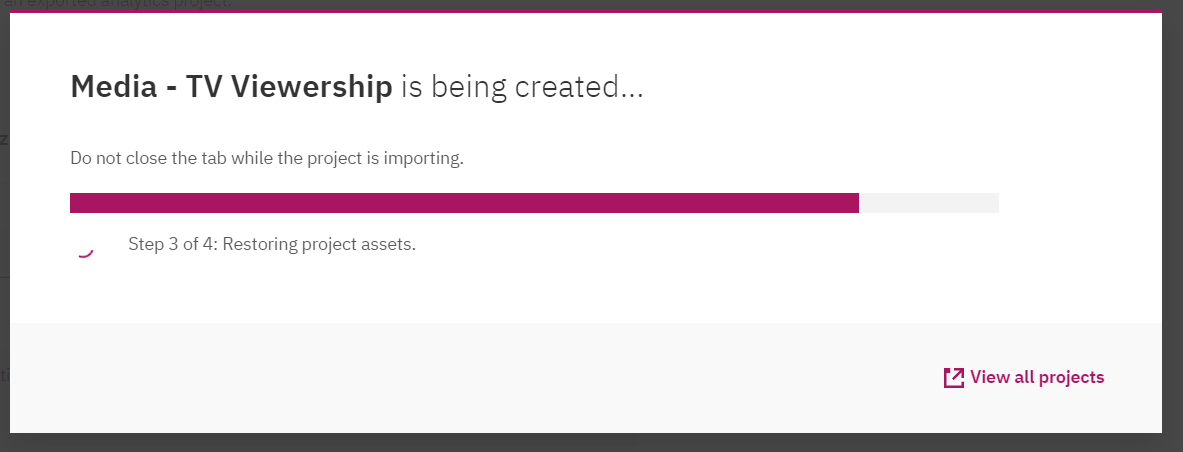 an exported analytics project.
Media - TV Viewership is being created...
Do not close the tab while the project is importing.
Step 3 of 4: Restoring project assets.
View all projects